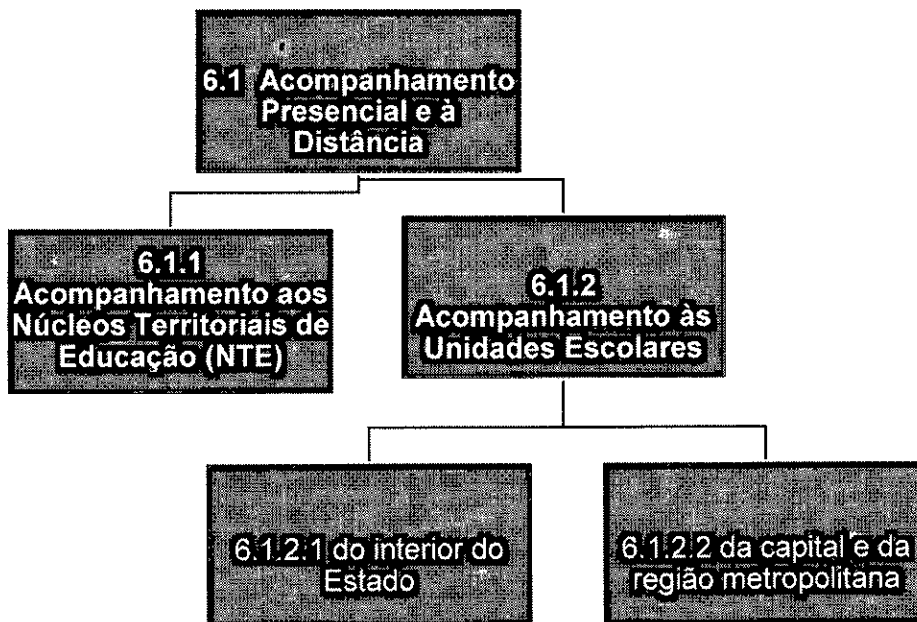 6.1 Acompanhamento
Presencial e à
Distância
6.1.1
Acompanhamento aos
Núcleos Territoriais de
Educação (NTE)
6.1.2
Acompanhamento às
Unidades Escolares
6.1.2.1 do interior do
Estado
6.1.2.2 da capital e da
região metropolitana